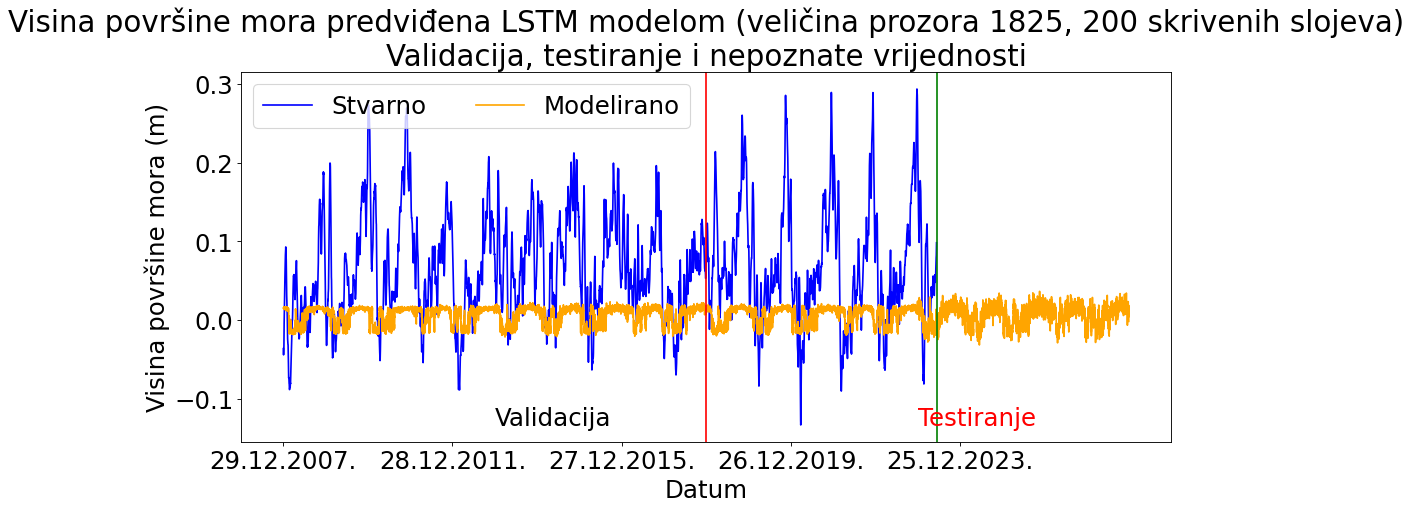 Visina površine mora predviđena LSTM modelom (veličina prozora 1825, 200 skrivenih slojeva)
Validacija, testiranje i nepoznate vrijednosti
Stvarno
Modelirano
Visina površine mora (m)
0.3
0.2
0.1
0.0
−0.1
Validacija
Testiranje
29.12.2007.
28.12.2011.
27.12.2015.
26.12.2019.
25.12.2023.
Datum